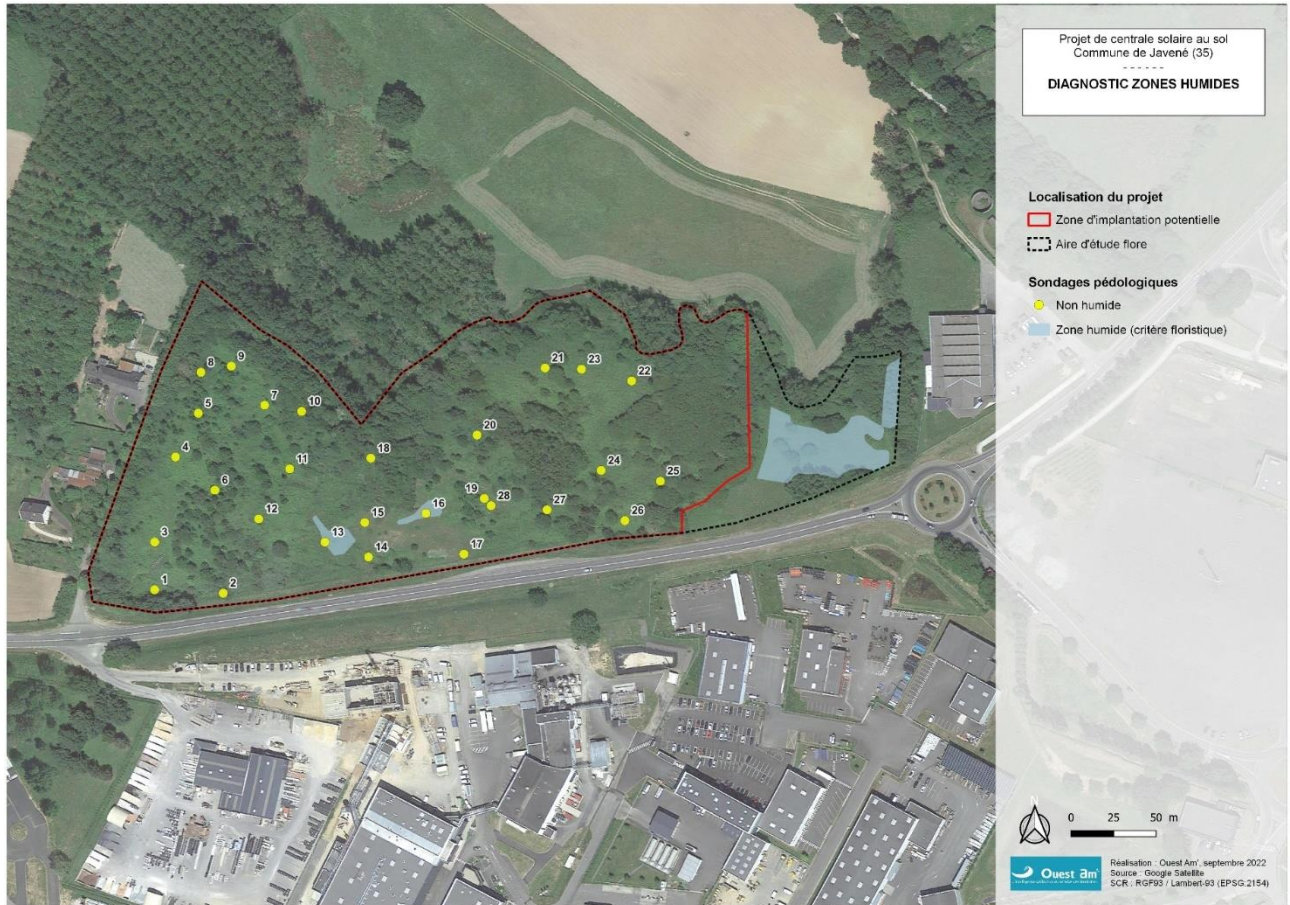 Projet de centrale solaire au sol
Commune de Javené (35)
- - - - - -
DIAGNOSTIC ZONES HUMIDES
Localisation du projet
Zone d'implantation potentielle
Aire d'étude flore
Sondages pédologiques
Non humide
Zone humide (critère floristique)
8
9
5
7
10
4
11
6
12
3
1
2
13
14
15
16
17
18
19
28
20
21
23
22
24
25
27
26
0 25 50 m
Ouest am'
Réalisation : Ouest Am', septembre 2022
Source : Google Satellite
SCR : RGF93 / Lambert-93 (EPSG:2154)